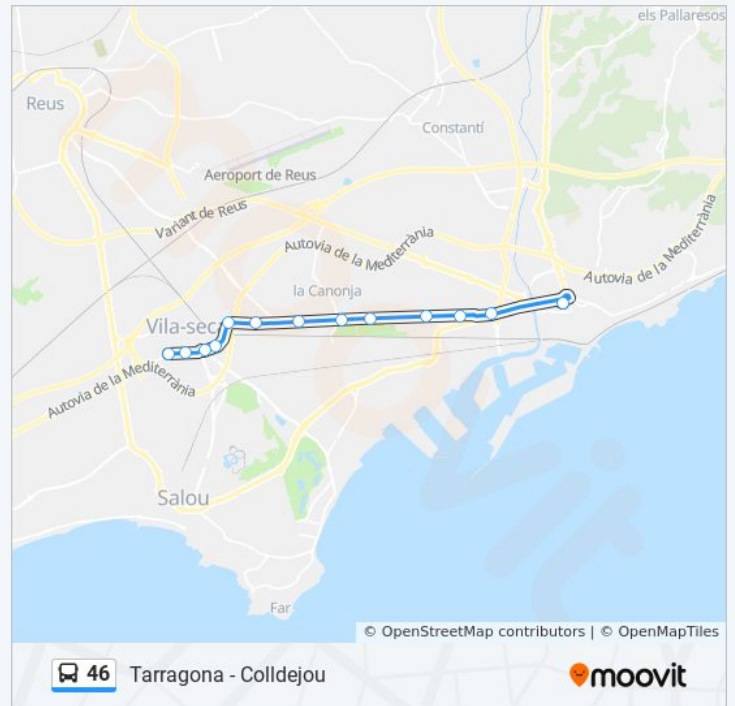 els Pallaresos
Reus
Constantí
Aeroport de Reus
Variant de Reus
Autovia de la Mediterrània
Autovia de la Mediterrània
la Canonja
Vila-sec
Autovia de la Mediterrània
Salou
Far
© OpenStreetMap contributors | © OpenMapTiles
46 Tarragona - Colldejou
moovit